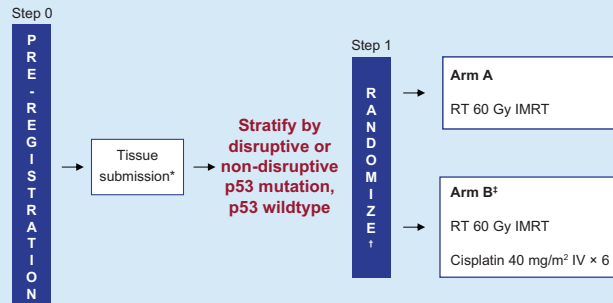 Step 0
PRE-REGISTRATION
Tissue
submission*
Stratify by
disruptive or
non-disruptive
p53 mutation,
p53 wildtype
Step 1
RANDOMIZE†
Arm A
RT 60 Gy IMRT
Arm B‡
RT 60 Gy IMRT
Cisplatin 40 mg/m² IV × 6